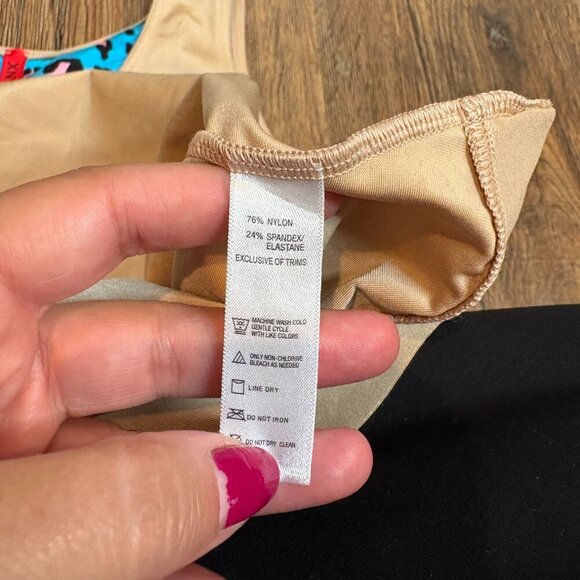 76% NYLON
24% SPANDEX/
ELASTANE
EXCLUSIVE OF TRIMS
MACHINE WASH COLD
GENTLE CYCLE
WITH LIKE COLORS
ONLY NON-CHLORINE
BLEACH AS NEEDED
LINE DRY
DO NOT IRON
DO NOT DRY CLEAN